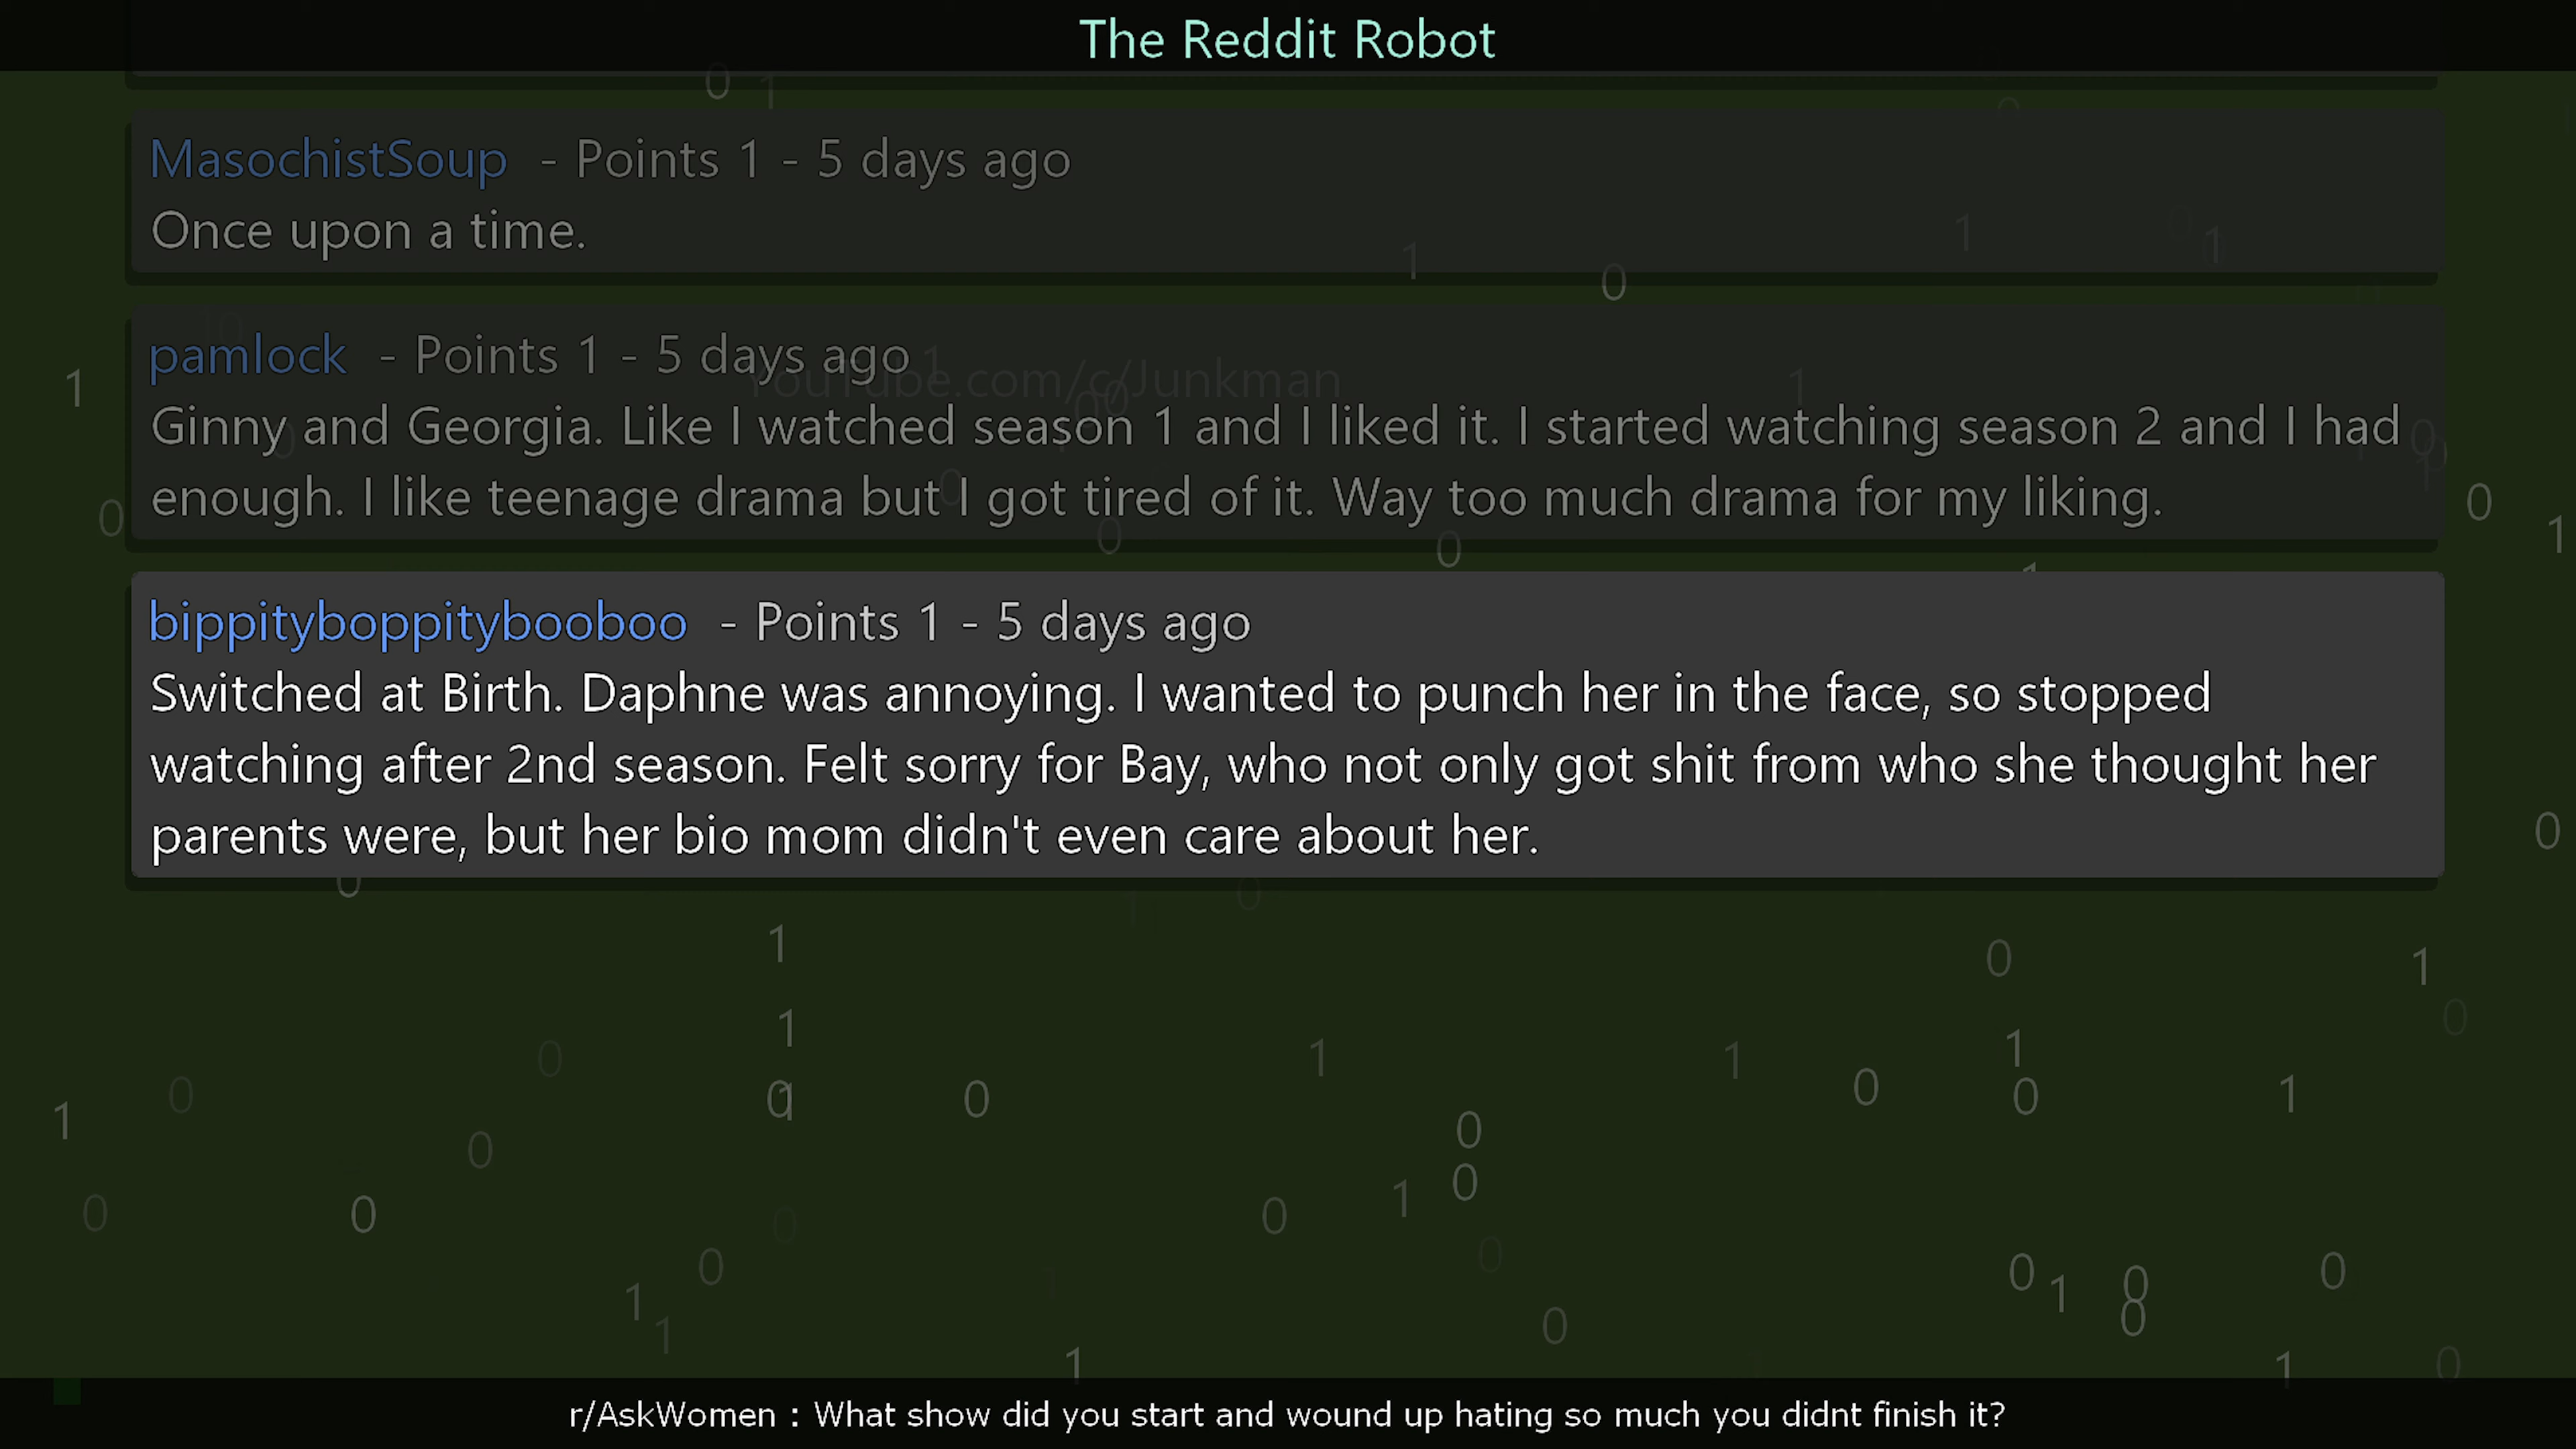 The Reddit Robot
MasochistSoup - Points 1 - 5 days ago
Once upon a time.
pamlock - Points 1 - 5 days ago
YouTube.com/c/Junkman
Ginny and Georgia. Like I watched season 1 and I liked it. I started watching season 2 and I had
enough. I like teenage drama but I got tired of it. Way too much drama for my liking.
bippityboppitybooboo - Points 1 - 5 days ago
Switched at Birth. Daphne was annoying. I wanted to punch her in the face, so stopped
watching after 2nd season. Felt sorry for Bay, who not only got shit from who she thought her
parents were, but her bio mom didn't even care about her.
r/AskWomen : What show did you start and wound up hating so much you didnt finish it?